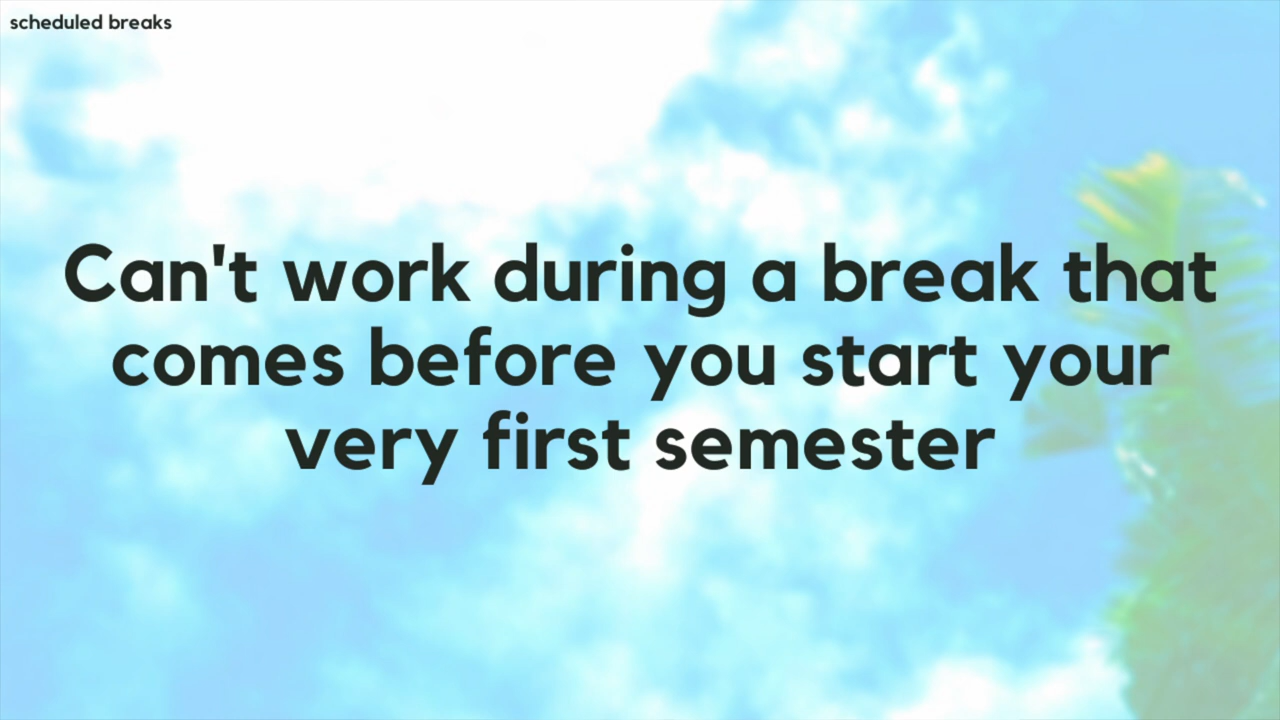 scheduled breaks
Can't work during a break that
comes before you start your
very first semester